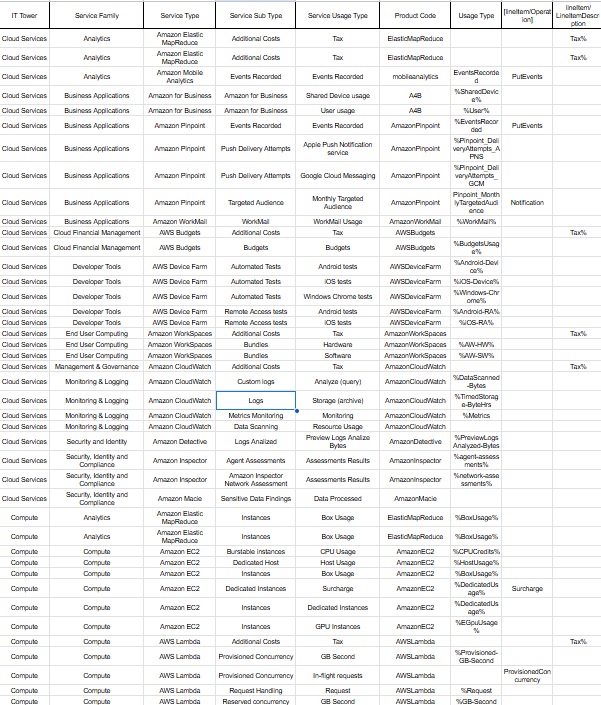 IT Tower Service Family Service Type Service Sub Type Service Usage Type Product Code Usage Type [lineItem/Operation] lineItem/LineItemDescription
Cloud Services Analytics Amazon Elastic MapReduce Additional Costs Tax ElasticMapReduce Tax%
Cloud Services Analytics Amazon Elastic MapReduce Additional Costs Tax ElasticMapReduce Tax%
Cloud Services Analytics Amazon Mobile Analytics Events Recorded Events Recorded mobileanalytics EventsRecorded PutEvents
Cloud Services Business Applications Amazon for Business Amazon for Business Shared Device usage A4B %SharedDevice%
Cloud Services Business Applications Amazon for Business Amazon for Business User usage A4B %User%
Cloud Services Business Applications Amazon Pinpoint Events Recorded Events Recorded AmazonPinpoint %EventsRecorded PutEvents
Cloud Services Business Applications Amazon Pinpoint Push Delivery Attempts Apple Push Notification service AmazonPinpoint %Pinpoint_DeliveryAttempts_APNS
Cloud Services Business Applications Amazon Pinpoint Push Delivery Attempts Google Cloud Messaging AmazonPinpoint %Pinpoint_DeliveryAttempts_GCM
Cloud Services Business Applications Amazon Pinpoint Targeted Audience Monthly Targeted Audience AmazonPinpoint Pinpoint_MonthlyTargetedAudience Notification
Cloud Services Business Applications Amazon WorkMail WorkMail WorkMail Usage AmazonWorkMail %WorkMail%
Cloud Services Cloud Financial Management AWS Budgets Additional Costs Tax AWSBudgets Tax%
Cloud Services Cloud Financial Management AWS Budgets Budgets Budgets AWSBudgets %BudgetsUsage%
Cloud Services Developer Tools AWS Device Farm Automated Tests Android tests AWSDeviceFarm %Android-Device%
Cloud Services Developer Tools AWS Device Farm Automated Tests IOS tests AWSDeviceFarm %IOS-Device%
Cloud Services Developer Tools AWS Device Farm Automated Tests Windows Chrome tests AWSDeviceFarm %Windows-Chrome%
Cloud Services Developer Tools AWS Device Farm Remote Access tests Android tests AWSDeviceFarm %Android-RA%
Cloud Services Developer Tools AWS Device Farm Remote Access tests IOS tests AWSDeviceFarm %IOS-RA%
Cloud Services End User Computing Amazon WorkSpaces Additional Costs Tax AmazonWorkSpaces Tax%
Cloud Services End User Computing Amazon WorkSpaces Bundles Hardware AmazonWorkSpaces %AW-HW%
Cloud Services End User Computing Amazon WorkSpaces Bundles Software AmazonWorkSpaces %AW-SW%
Cloud Services Management & Governance Amazon CloudWatch Additional Costs Tax AmazonCloudWatch Tax%
Cloud Services Monitoring & Logging Amazon CloudWatch Custom logs Analyze (query) AmazonCloudWatch %DataScanned-Bytes
Cloud Services Monitoring & Logging Amazon CloudWatch Logs Storage (archive) AmazonCloudWatch %TimedStorage-ByteHrs
Cloud Services Monitoring & Logging Amazon CloudWatch Metrics Monitoring Monitoring AmazonCloudWatch %Metrics
Cloud Services Monitoring & Logging Amazon CloudWatch Data Scanning Resource Usage AmazonCloudWatch
Cloud Services Security and Identity Amazon Detective Logs Analized Preview Logs Analize Bytes AmazonDetective %PreviewLogsAnalyzed-Bytes
Cloud Services Security, Identity and Compliance Amazon Inspector Agent Assessments Assessments Results AmazonInspector %agent-assessments%
Cloud Services Security, Identity and Compliance Amazon Inspector Amazon Inspector Network Assessment Assessments Results AmazonInspector %network-assessments%
Cloud Services Security, Identity and Compliance Amazon Macie Sensitive Data Findings Data Processed AmazonMacie
Compute Analytics Amazon Elastic MapReduce Instances Box Usage ElasticMapReduce %BoxUsage%
Compute Analytics Amazon Elastic MapReduce Instances Box Usage ElasticMapReduce %BoxUsage%
Compute Compute Amazon EC2 Burstable instances CPU Usage AmazonEC2 %CPUCredits%
Compute Compute Amazon EC2 Dedicated Host Host Usage AmazonEC2 %HostUsage%
Compute Compute Amazon EC2 Instances Box Usage AmazonEC2 %BoxUsage%
Compute Compute Amazon EC2 Dedicated Instances Surcharge AmazonEC2 %DedicatedUsage% Surcharge
Compute Compute Amazon EC2 Instances Dedicated Instances AmazonEC2 %DedicatedUsage%
Compute Compute Amazon EC2 Instances GPU Instances AmazonEC2 %EGpuUsage%
Compute Compute AWS Lambda Additional Costs Tax AWSLambda Tax%
Compute Compute AWS Lambda Provisioned Concurrency GB Second AWSLambda %Provisioned-GB-Second
Compute Compute AWS Lambda Provisioned Concurrency In-flight requests AWSLambda ProvisionedConcurrency
Compute Compute AWS Lambda Request Handling Request AWSLambda %Request
Compute Compute AWS Lambda Reserved concurrency GB Second AWSLambda %GB-Second